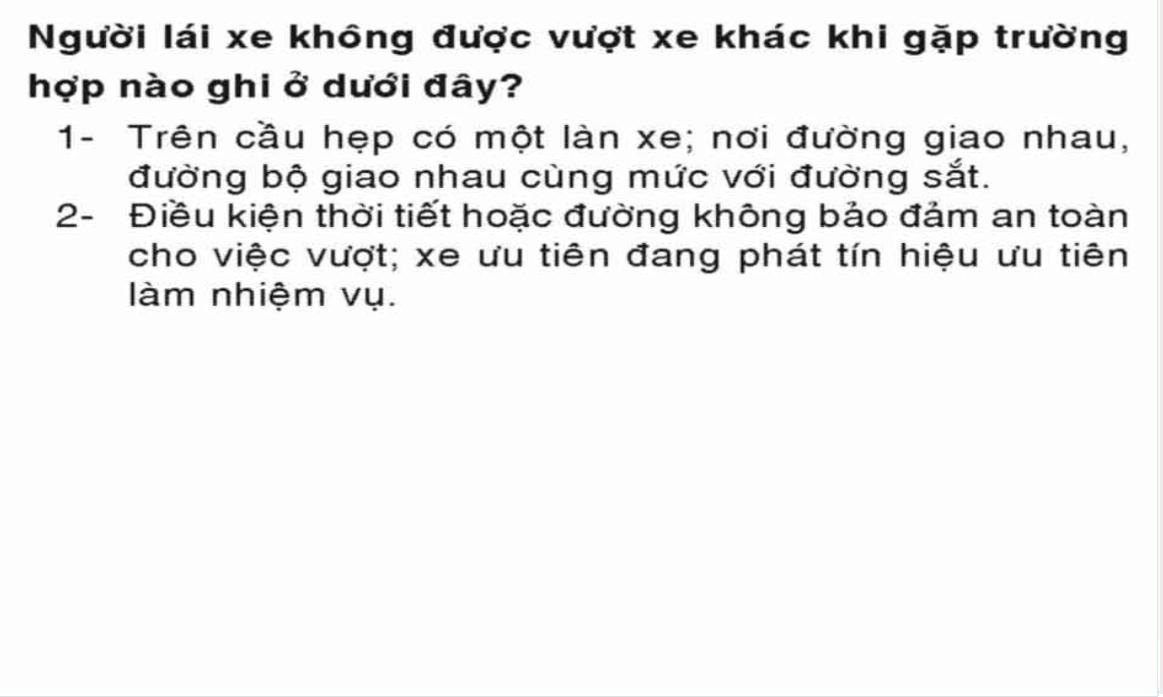 Người lái xe không được vượt xe khác khi gặp trường
hợp nào ghi ở dưới đây?
1- Trên cầu hẹp có một làn xe; nơi đường giao nhau,
đường bộ giao nhau cùng mức với đường sắt.
2- Điều kiện thời tiết hoặc đường không bảo đảm an toàn
cho việc vượt; xe ưu tiên đang phát tín hiệu ưu tiên
làm nhiệm vụ.